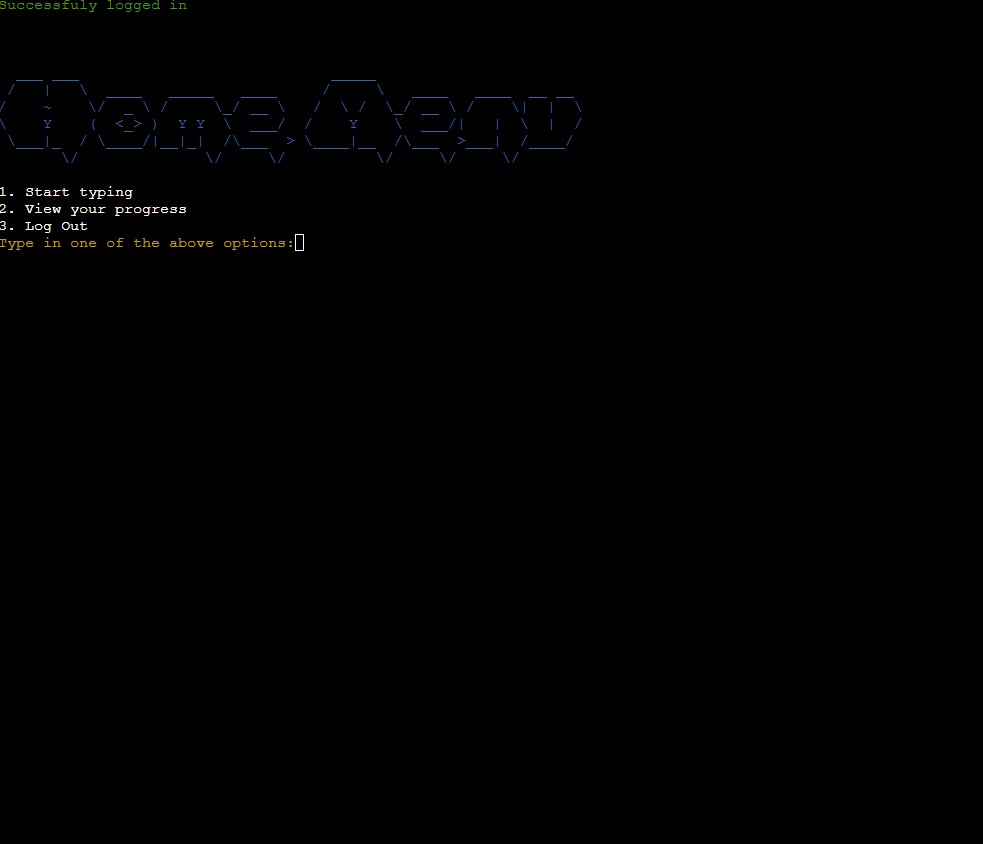 Successfuly logged in
Home Menu
1. Start typing
2. View your progress
3. Log Out
Type in one of the above options: